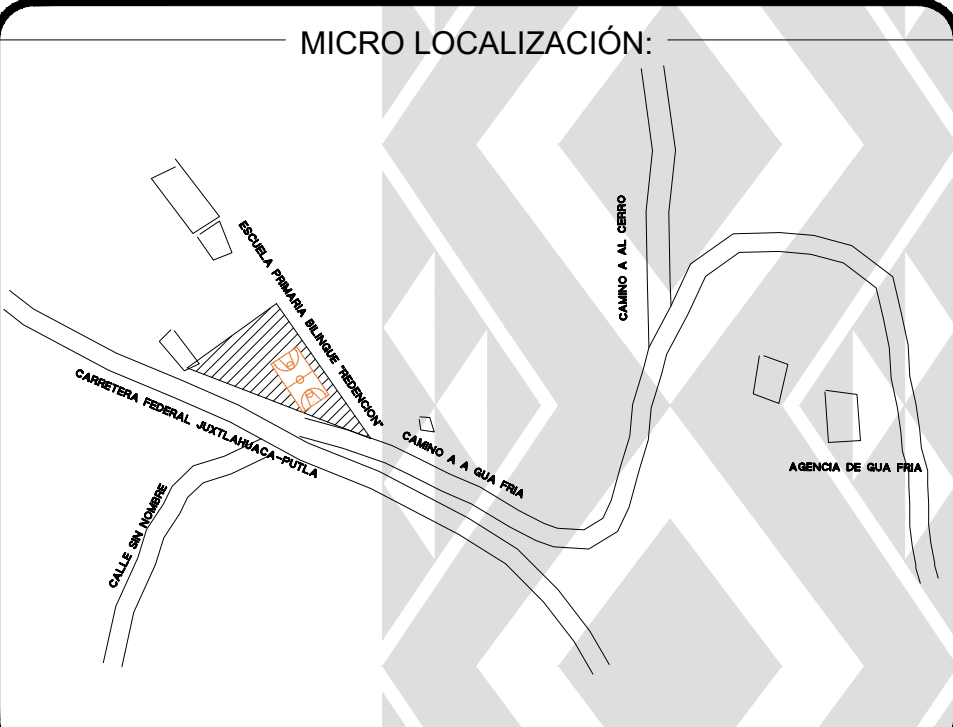 MICRO LOCALIZACIÓN:
CAMINO A AL CERRO
ESCUELA PRIMARIA BILINGUE "REDENCION"
CARRETERA FEDERAL JUXTLAHUACA-PUTLA
CAMINO A A GUA FRIA
AGENCIA DE GUA FRIA
CALLE SIN NOMBRE